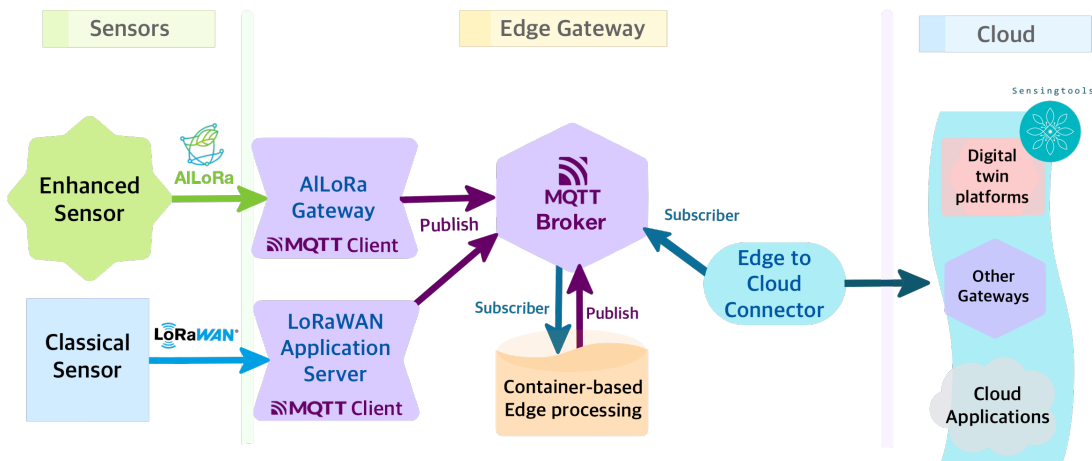 Sensors
Edge Gateway
Cloud
Sensingtools
Enhanced
Sensor
AlLoRa
AlLoRa
Gateway
MQTT Client
Publish
MQTT
Broker
Subscriber
Digital
twin
platforms
Edge to
Cloud
Connector
Other
Gateways
Classical
Sensor
LoRaWAN®
LoRaWAN
Application
Server
MQTT Client
Subscriber
Publish
Container-based
Edge processing
Cloud
Applications